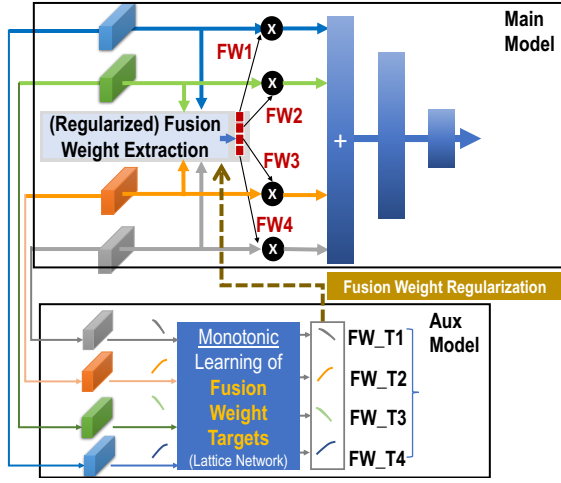 Main
Model
X
FW1
X
FW2
(Regularized) Fusion
Weight Extraction
+
FW3
X
FW4
X
Fusion Weight Regularization
Aux
Model
Monotonic
Learning of
Fusion
Weight
Targets
(Lattice Network)
FW_T1
FW_T2
FW_T3
FW_T4